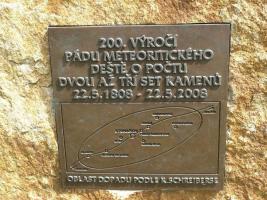 200. VÝROČÍ
PÁDU METEORITICKÉHO
DEŠTĚ O POČTU
DVOU AŽ TŘÍ SET KAMENŮ
22.5.1808 - 22.5.2008
OBLAST DOPADU PODLE K. SCHREIBERSE